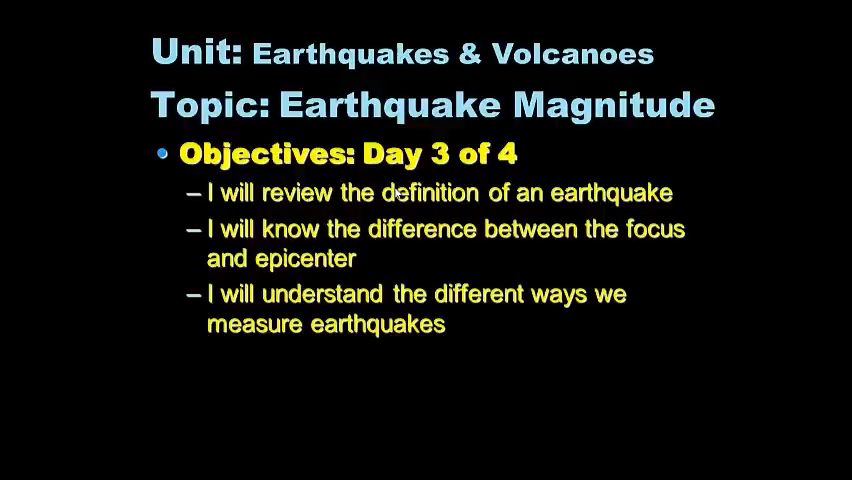 Unit: Earthquakes & Volcanoes
Topic: Earthquake Magnitude
• Objectives: Day 3 of 4
– I will review the definition of an earthquake
– I will know the difference between the focus
and epicenter
– I will understand the different ways we
measure earthquakes